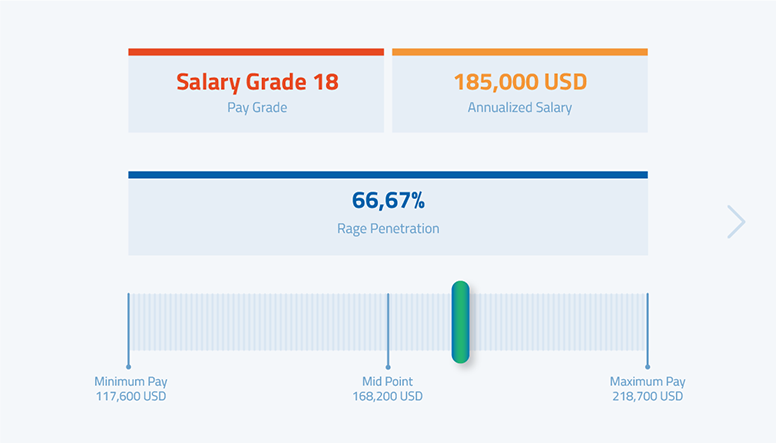 Salary Grade 18
Pay Grade
185,000 USD
Annualized Salary
66,67%
Rage Penetration
Minimum Pay
117,600 USD
Mid Point
168,200 USD
Maximum Pay
218,700 USD